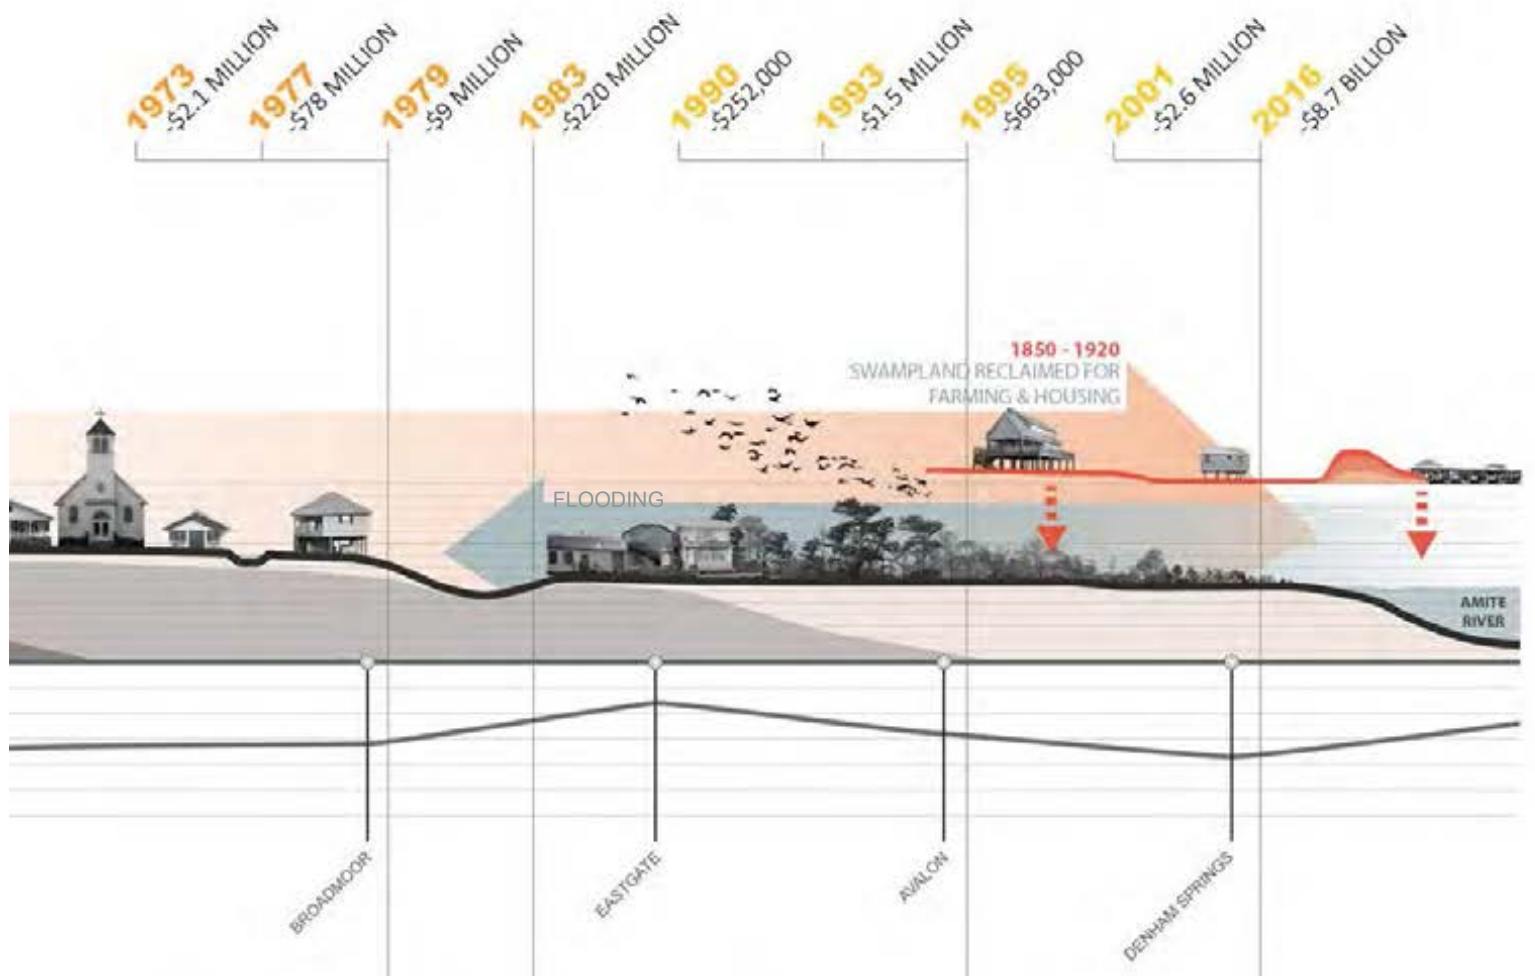 1973
-$2.1 MILLION
1977
-$78 MILLION
1979
-$9 MILLION
1983
-$220 MILLION
1990
-$252,000
1993
-$1.5 MILLION
1995
-$663,000
2001
-$2.6 MILLION
2016
-$8.7 BILLION
1850 - 1920
SWAMPLAND RECLAIMED FOR
FARMING & HOUSING
FLOODING
AMITE
RIVER
BROADMOOR
EASTGATE
AVALON
DENHAM SPRINGS